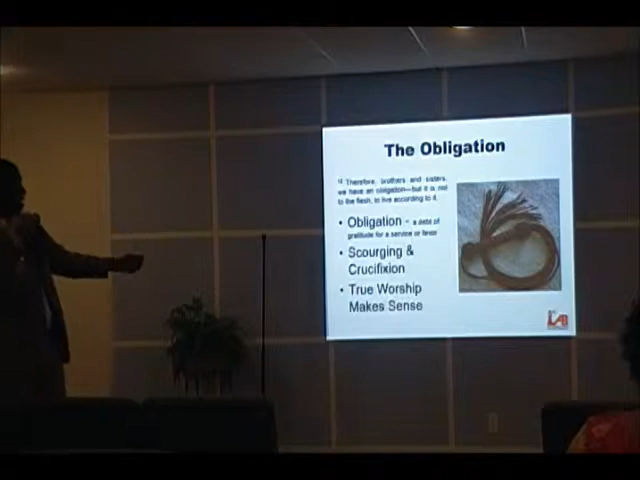 The Obligation
12 Therefore, brothers and sisters,
we have an obligation—but it is not
to the flesh, to live according to it.
• Obligation - a debt of
gratitude for a service or favor
• Scourging &
Crucifixion
• True Worship
Makes Sense
LAB